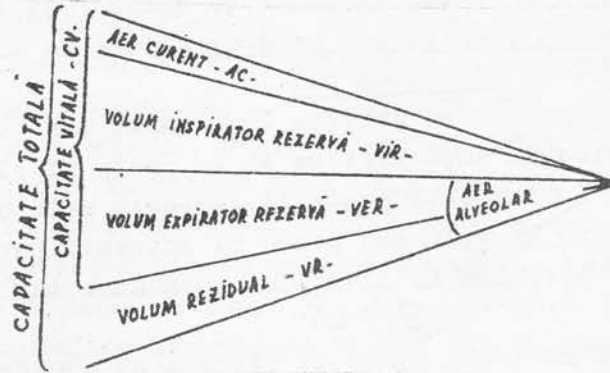 CAPACITATE TOTALĂ
CAPACITATE VITALĂ -CV-
AER CURENT - AC -
VOLUM INSPIRATOR REZERVĂ - VIR -
VOLUM EXPIRATOR REZERVĂ - VER -
AER
ALVEOLAR
VOLUM REZIDUAL - VR -